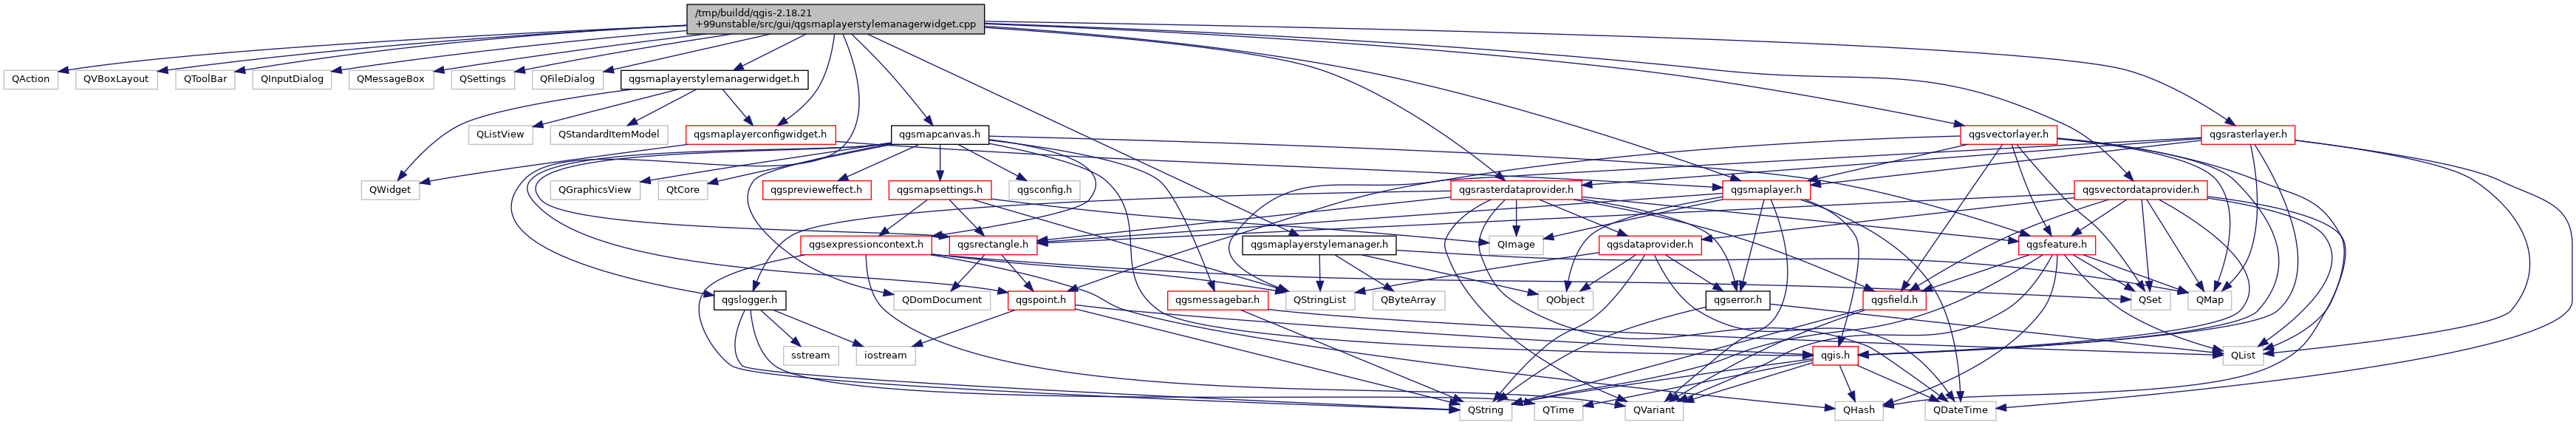 /tmp/buildd/qgis-2.18.21
+99unstable/src/gui/qgsmaplayerstylemanagerwidget.cpp
QAction
QVBoxLayout
QToolBar
QInputDialog
QMessageBox
QSettings
QFileDialog
qgsmaplayerstylemanagerwidget.h
QListView
QStandardItemModel
qgsmaplayerconfigwidget.h
qgsmapcanvas.h
qgsvectorlayer.h
qgsrasterlayer.h
QWidget
QGraphicsView
QtCore
qgsprevieweffect.h
qgsmapsettings.h
qgsconfig.h
qgsrasterdataprovider.h
qgsmaplayer.h
qgsvectordataprovider.h
qgsexpressioncontext.h
qgsrectangle.h
qgsmaplayerstylemanager.h
QImage
qgsdataprovider.h
qgsfeature.h
qgslogger.h
QDomDocument
qgspoint.h
qgsmessagebar.h
QStringList
QByteArray
QObject
qgserror.h
qgsfield.h
QSet
QMap
sstream
iostream
qgis.h
QList
QString
QTime
QVariant
QHash
QDateTime